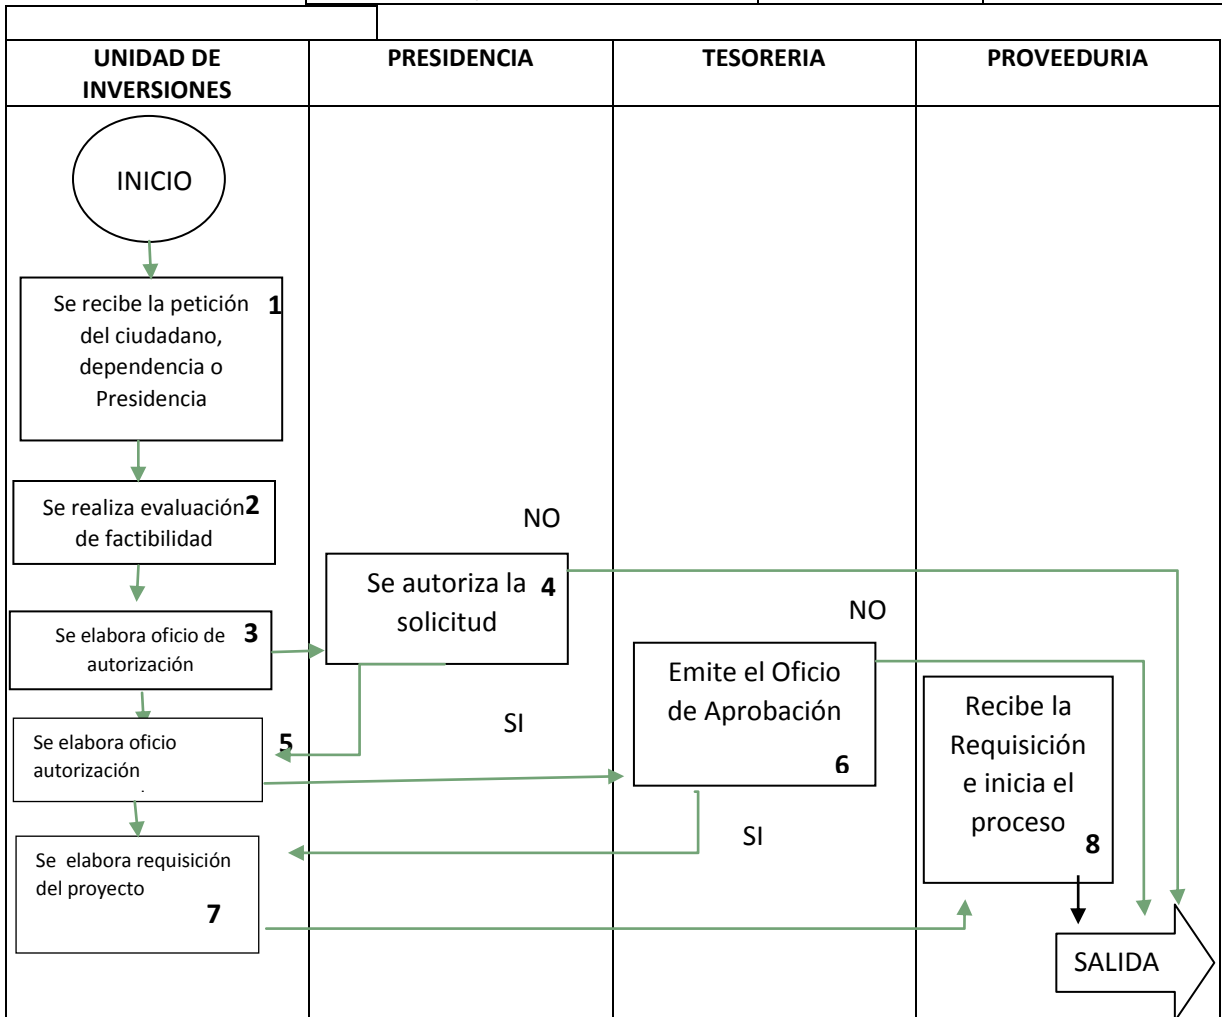 UNIDAD DE
INVERSIONES
PRESIDENCIA
TESORERIA
PROVEEDURIA
INICIO
Se recibe la petición 1
del ciudadano,
dependencia o
Presidencia
Se realiza evaluación 2
de factibilidad
Se elabora oficio de 3
autorización
NO
Se autoriza la 4
solicitud
SI
Se elabora oficio 5
autorización
NO
Emite el Oficio
de Aprobación
6
SI
Se elabora requisición
del proyecto
7
Recibe la
Requisición
e inicia el
proceso
8
SALIDA